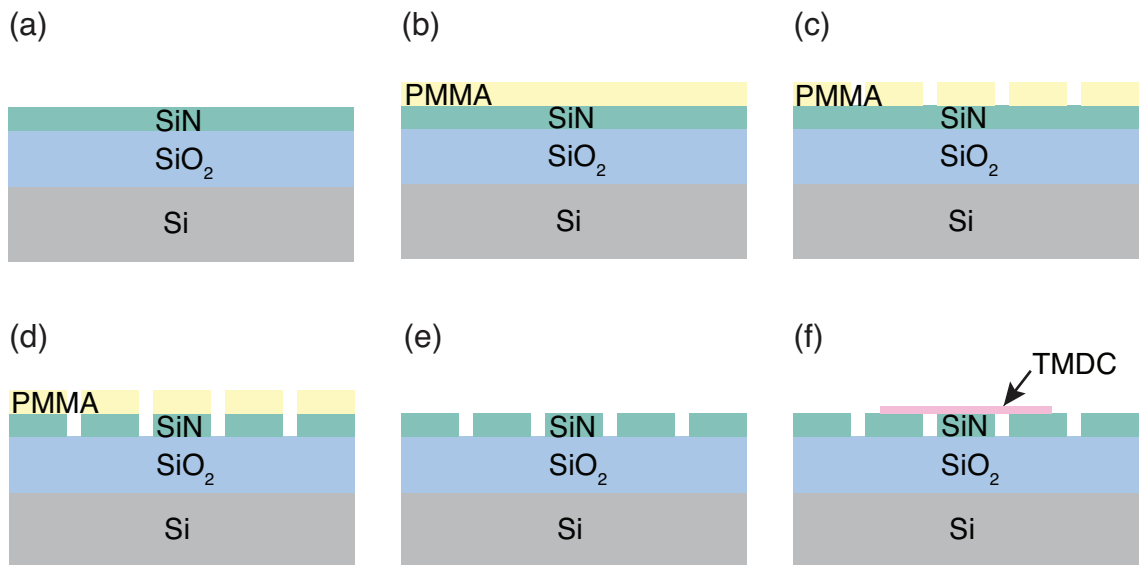 (a)
SiN
SiO₂
Si
(b)
PMMA
SiN
SiO₂
Si
(c)
PMMA
SiN
SiO₂
Si
(d)
PMMA
SiN
SiO₂
Si
(e)
SiN
SiO₂
Si
(f)
TMDC
SiN
SiO₂
Si